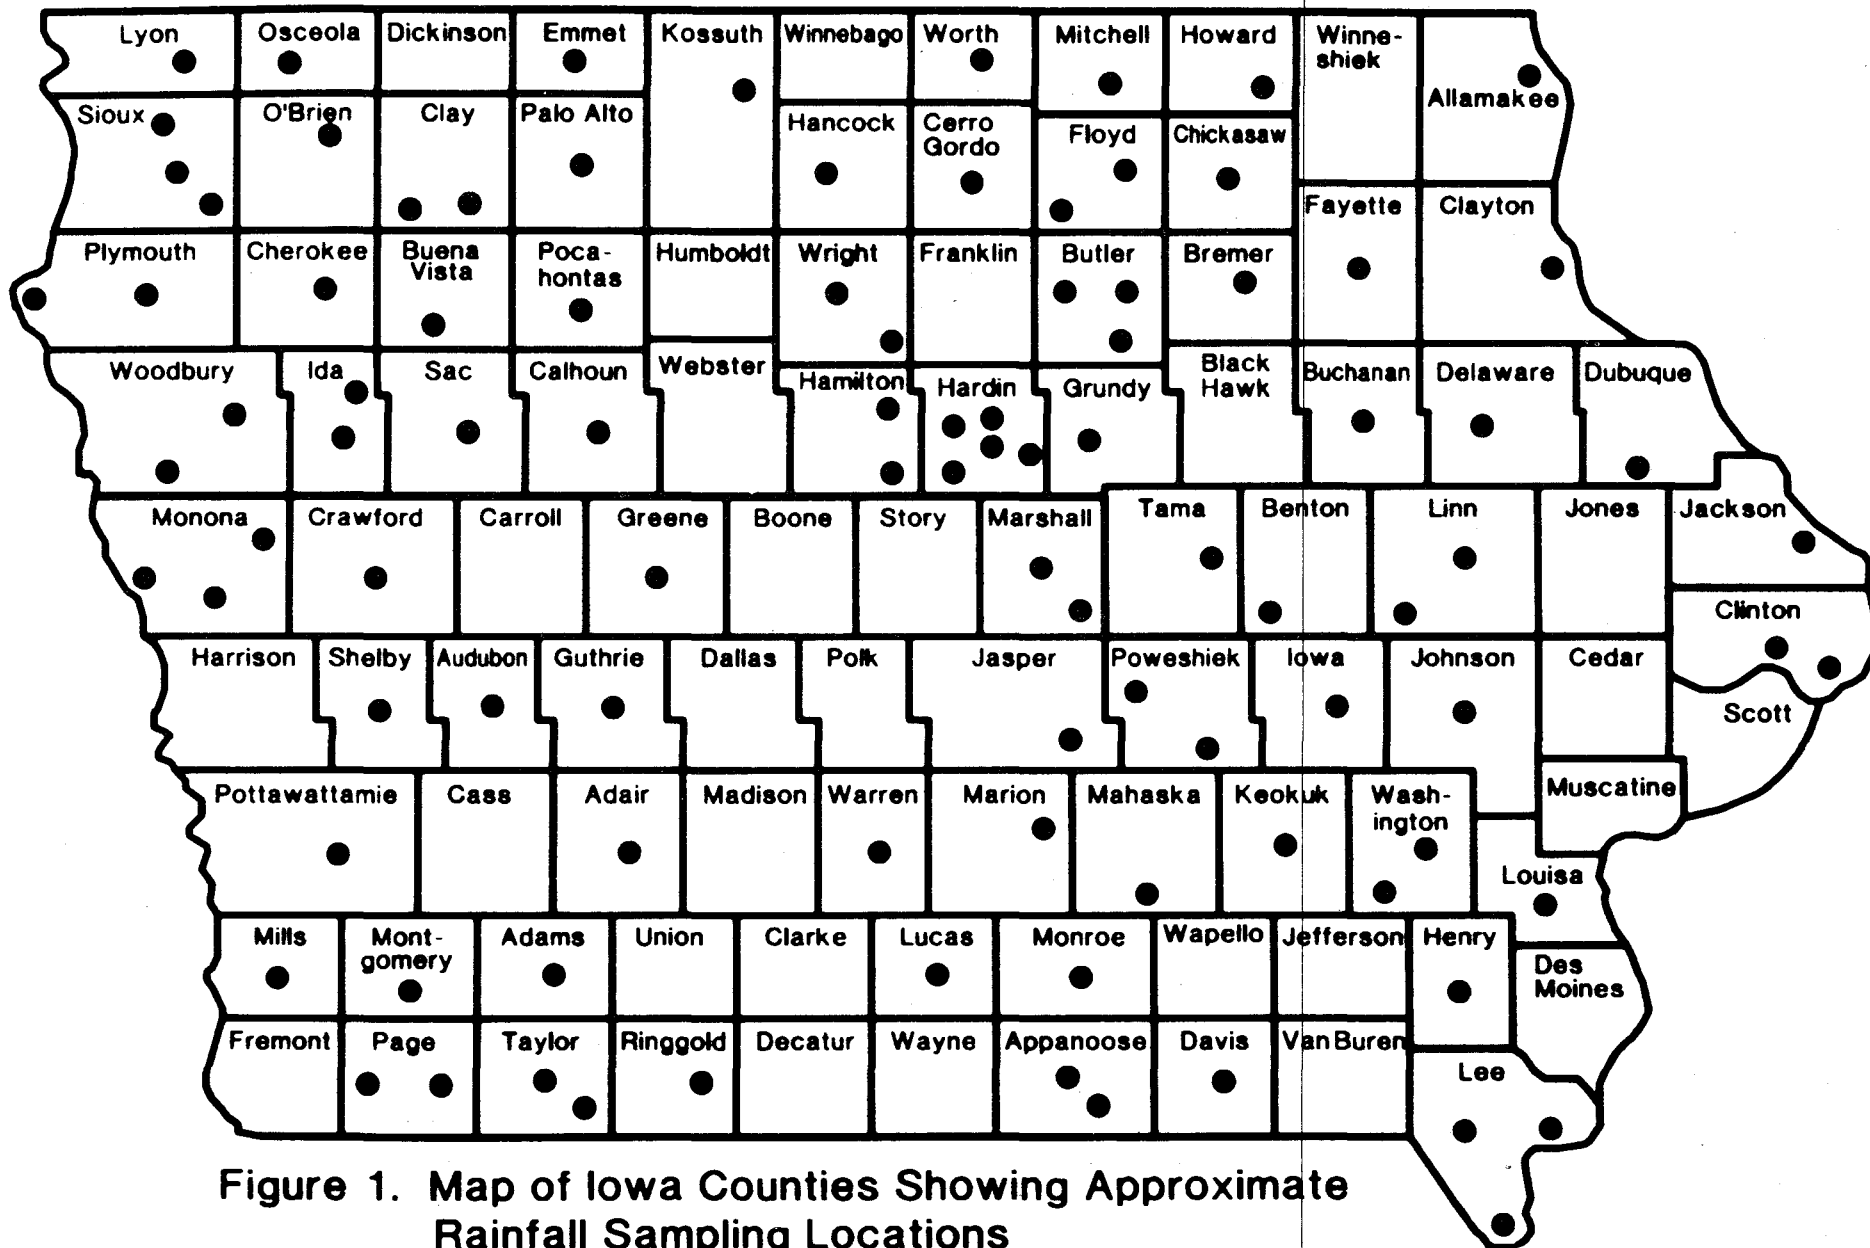 Lyon
Osceola
Dickinson
Emmet
Kossuth
Winnebago
Worth
Mitchell
Howard
Winne-
shiek
Allamakee
Sioux
O'Brien
Clay
Palo Alto
Hancock
Cerro
Gordo
Floyd
Chickasaw
Fayette
Clayton
Plymouth
Cherokee
Buena
Vista
Poca-
hontas
Humboldt
Wright
Franklin
Butler
Bremer
Woodbury
Ida
Sac
Calhoun
Webster
Hamilton
Hardin
Grundy
Black
Hawk
Buchanan
Delaware
Dubuque
Monona
Crawford
Carroll
Greene
Boone
Story
Marshall
Tama
Benton
Linn
Jones
Jackson
Clinton
Harrison
Shelby
Audubon
Guthrie
Dallas
Polk
Jasper
Poweshiek
Iowa
Johnson
Cedar
Scott
Pottawattamie
Cass
Adair
Madison
Warren
Marion
Mahaska
Keokuk
Wash-
ington
Muscatine
Louisa
Mills
Mont-
gomery
Adams
Union
Clarke
Lucas
Monroe
Wapello
Jefferson
Henry
Des
Moines
Fremont
Page
Taylor
Ringgold
Decatur
Wayne
Appanoose
Davis
Van Buren
Lee
Figure 1. Map of Iowa Counties Showing Approximate
Rainfall Sampling Locations